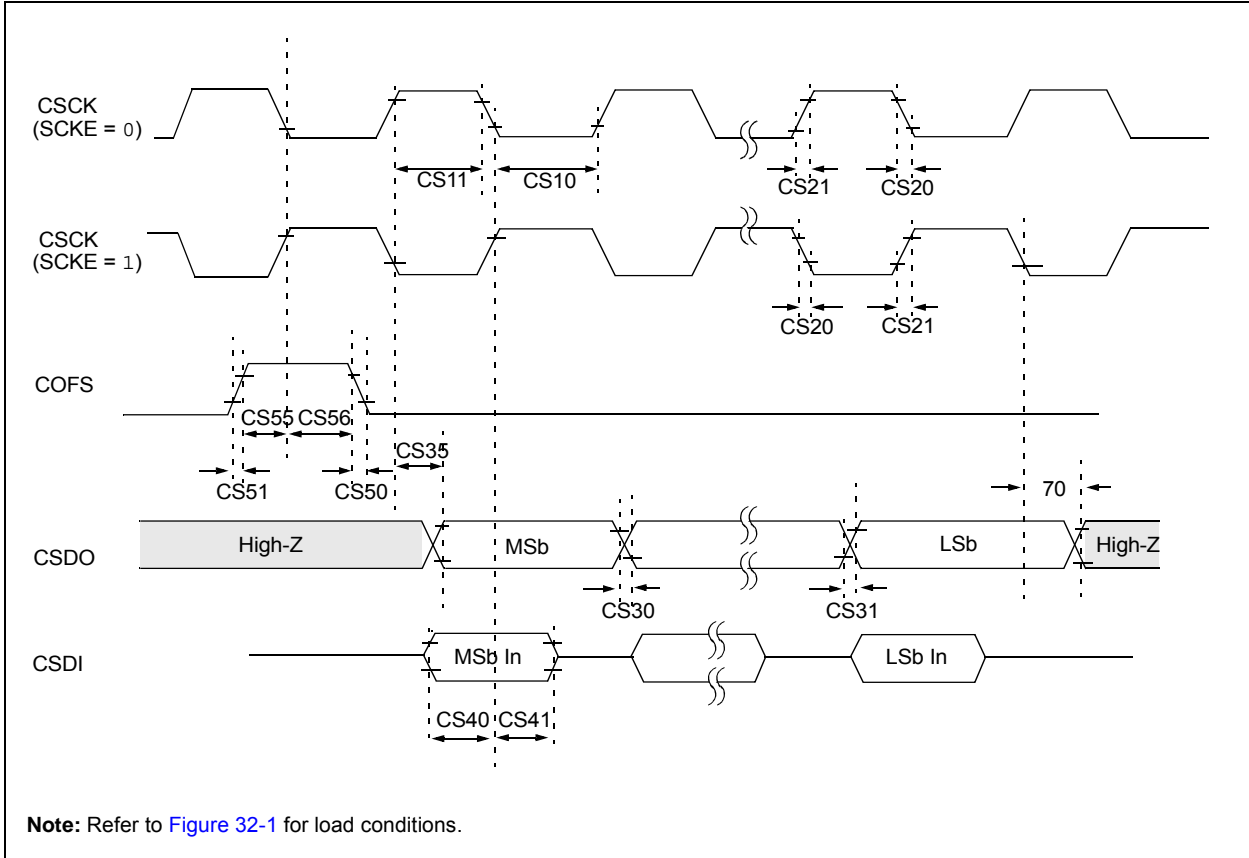 CSCK
(SCKE = 0)
CS11 CS10 CS21 CS20
CSCK
(SCKE = 1)
CS20 CS21
COFS
CS55 CS56
CS35
CS51 CS50 70
CSDO High-Z MSb LSb High-Z
CS30 CS31
CSDI MSb In LSb In
CS40 CS41
Note: Refer to Figure 32-1 for load conditions.